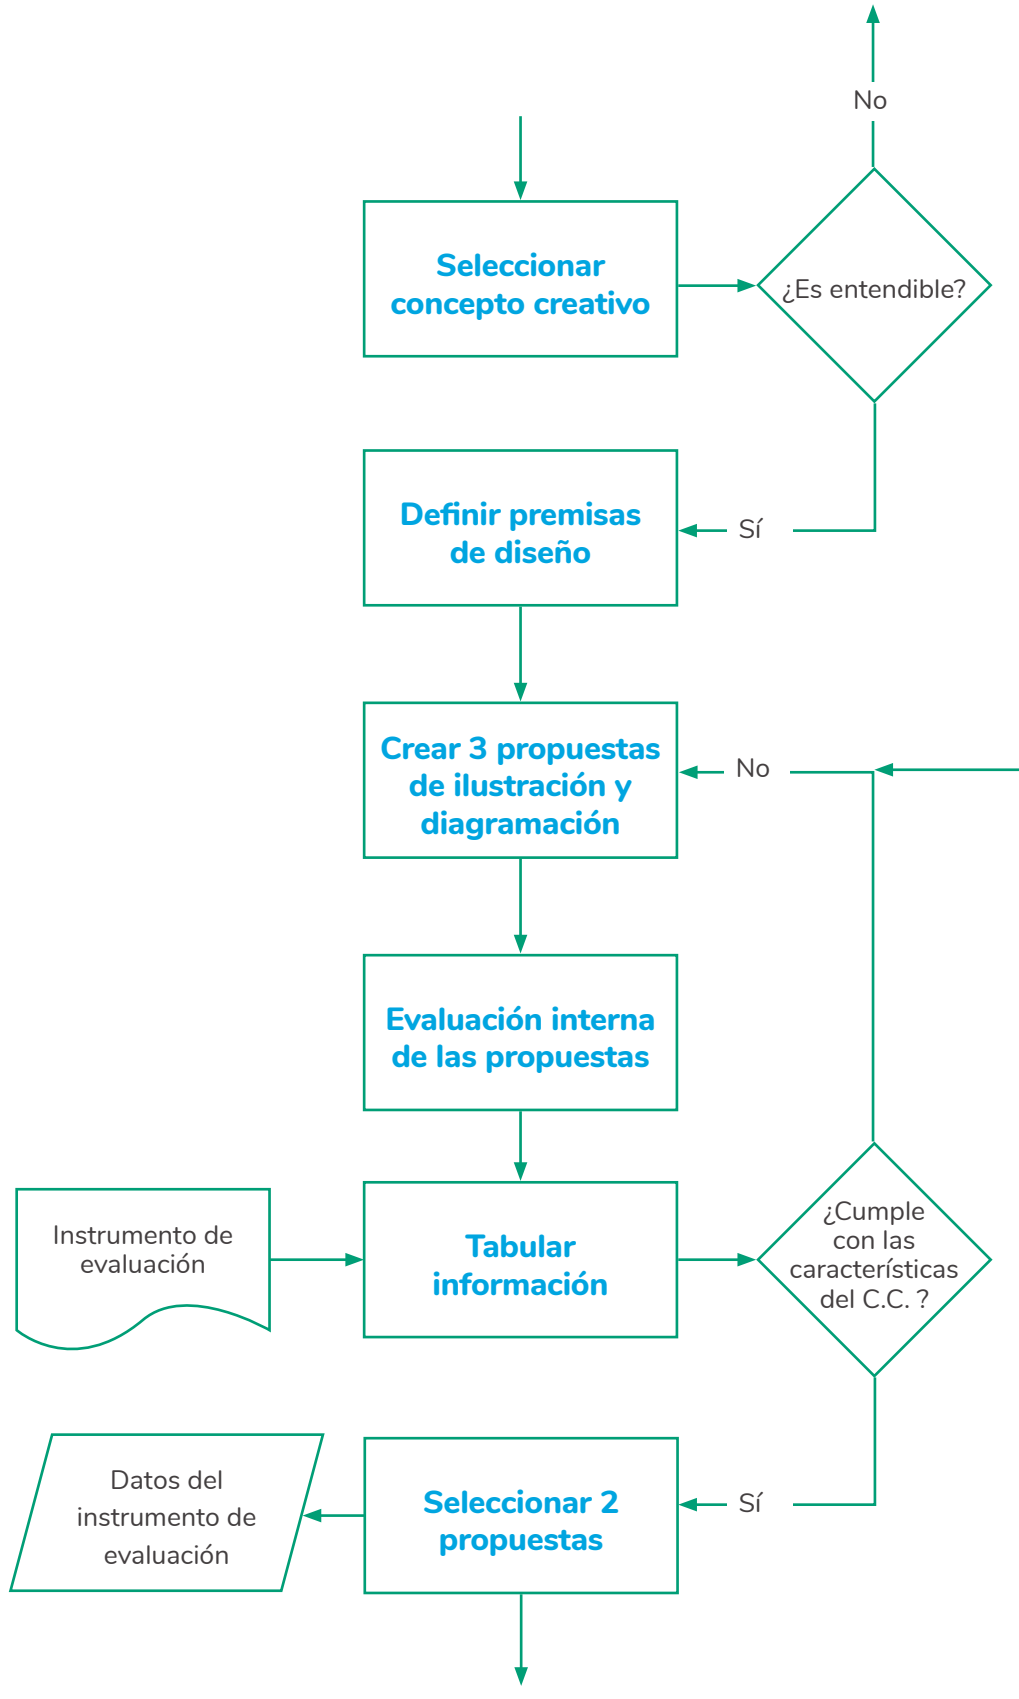 No
Seleccionar
concepto creativo
¿Es entendible?
Definir premisas
de diseño
Sí
Crear 3 propuestas
de ilustración y
diagramación
No
Evaluación interna
de las propuestas
Instrumento de
evaluación
Tabular
información
¿Cumple
con las
características
del C.C. ?
Datos del
instrumento de
evaluación
Seleccionar 2
propuestas
Sí